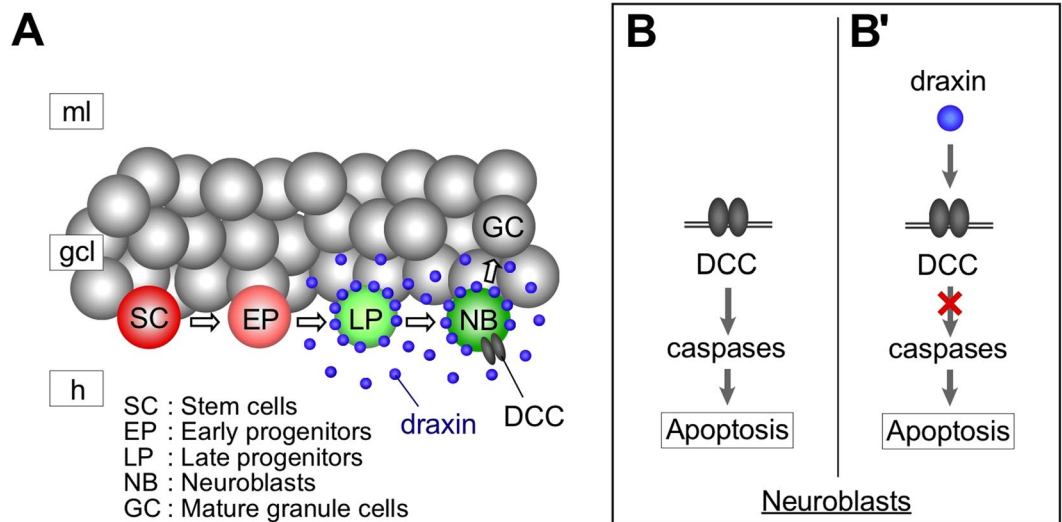 A
ml
gcl
h
GC
SC
EP
LP
NB
draxin
DCC
SC : Stem cells
EP : Early progenitors
LP : Late progenitors
NB : Neuroblasts
GC : Mature granule cells
B
DCC
caspases
Apoptosis
B'
draxin
DCC
caspases
Apoptosis
Neuroblasts